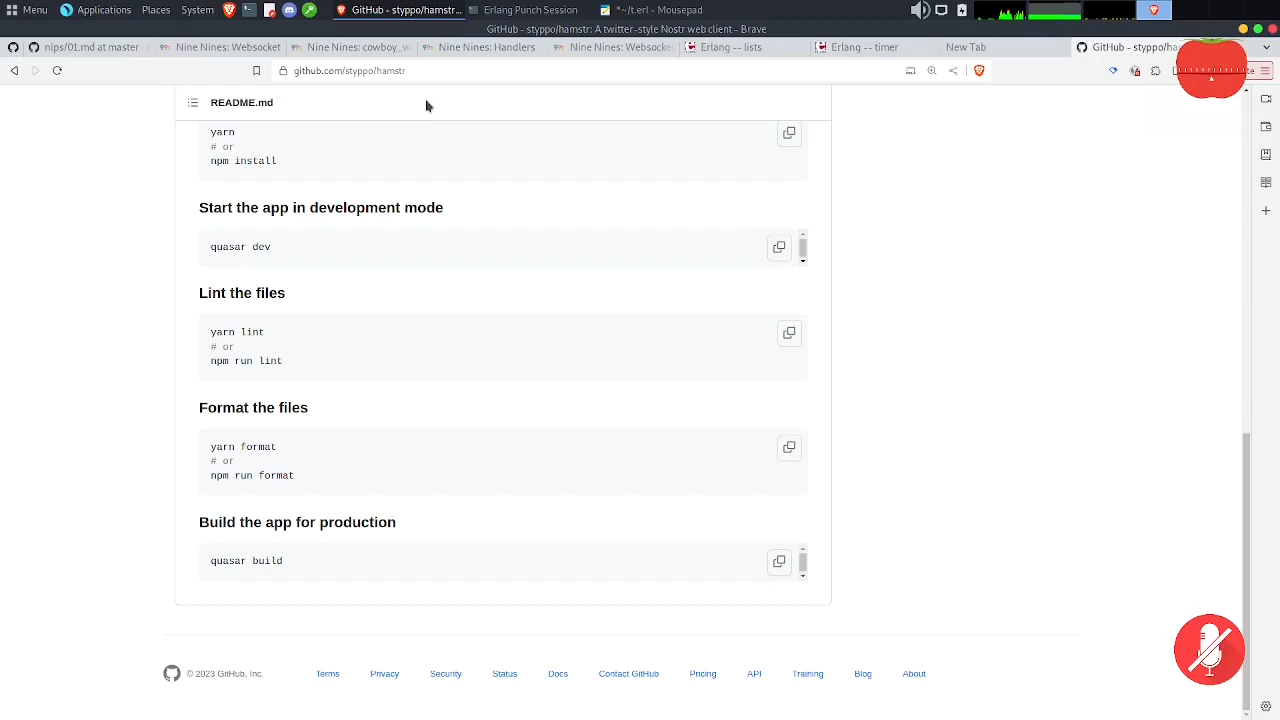 Menu Applications Places System GitHub - styppo/hamstr... Erlang Punch Session *~/t.erl - Mousepad
GitHub - styppo/hamstr: A twitter-style Nostr web client - Brave
nips/01.md at master Nine Nines: Websocket Nine Nines: cowboy_w Nine Nines: Handlers Nine Nines: Websocket Erlang -- lists Erlang -- timer New Tab GitHub - styppo/ha
github.com/styppo/hamstr
README.md
yarn
# or
npm install
Start the app in development mode
quasar dev
Lint the files
yarn lint
# or
npm run lint
Format the files
yarn format
# or
npm run format
Build the app for production
quasar build
© 2023 GitHub, Inc. Terms Privacy Security Status Docs Contact GitHub Pricing API Training Blog About